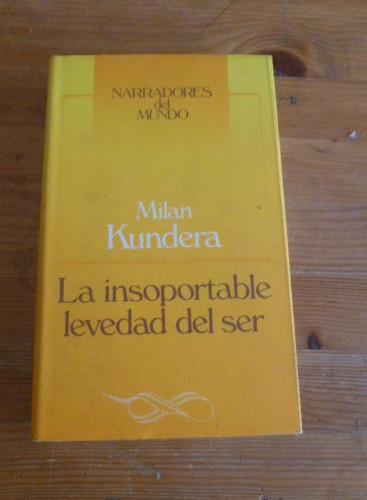 NARRADORES
del
MUNDO
Milan
Kundera
La insoportable
levedad del ser